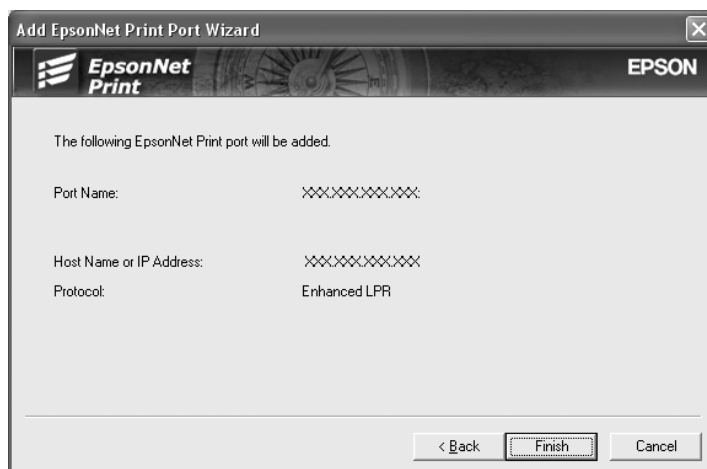 Add EpsonNet Print Port Wizard
EpsonNet
Print
EPSON
The following EpsonNet Print port will be added.
Port Name: XXX.XXX.XXX.XXX:
Host Name or IP Address: XXX.XXX.XXX.XXX
Protocol: Enhanced LPR
< Back Finish Cancel